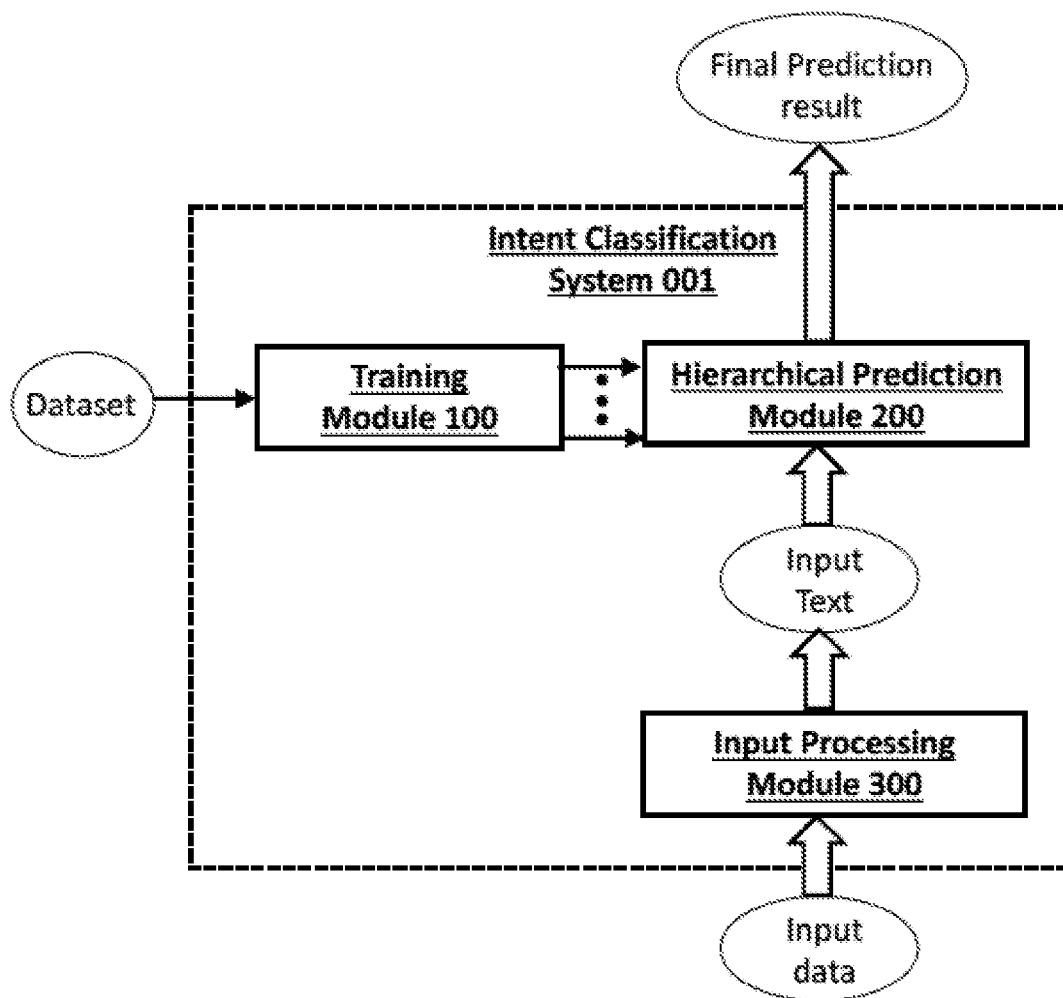 Final Prediction
result
Intent Classification
System 001
Dataset
Training
Module 100
Hierarchical Prediction
Module 200
Input
Text
Input Processing
Module 300
Input
data